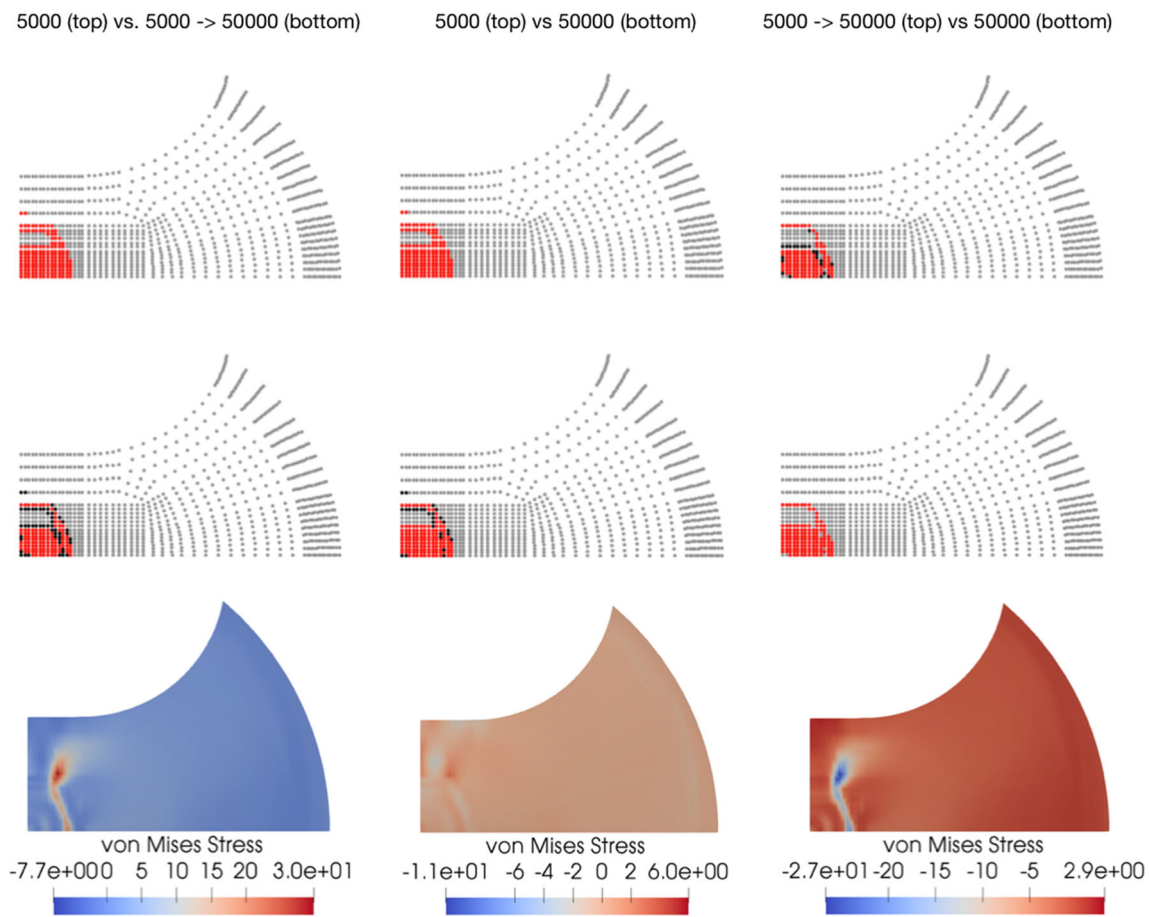 5000 (top) vs. 5000 -> 50000 (bottom)
5000 (top) vs 50000 (bottom)
5000 -> 50000 (top) vs 50000 (bottom)
von Mises Stress
-7.7e+000 0 5 10 15 20 3.0e+01
von Mises Stress
-1.1e+01 -6 -4 -2 0 2 6.0e+00
von Mises Stress
-2.7e+01 -20 -15 -10 -5 2.9e+00